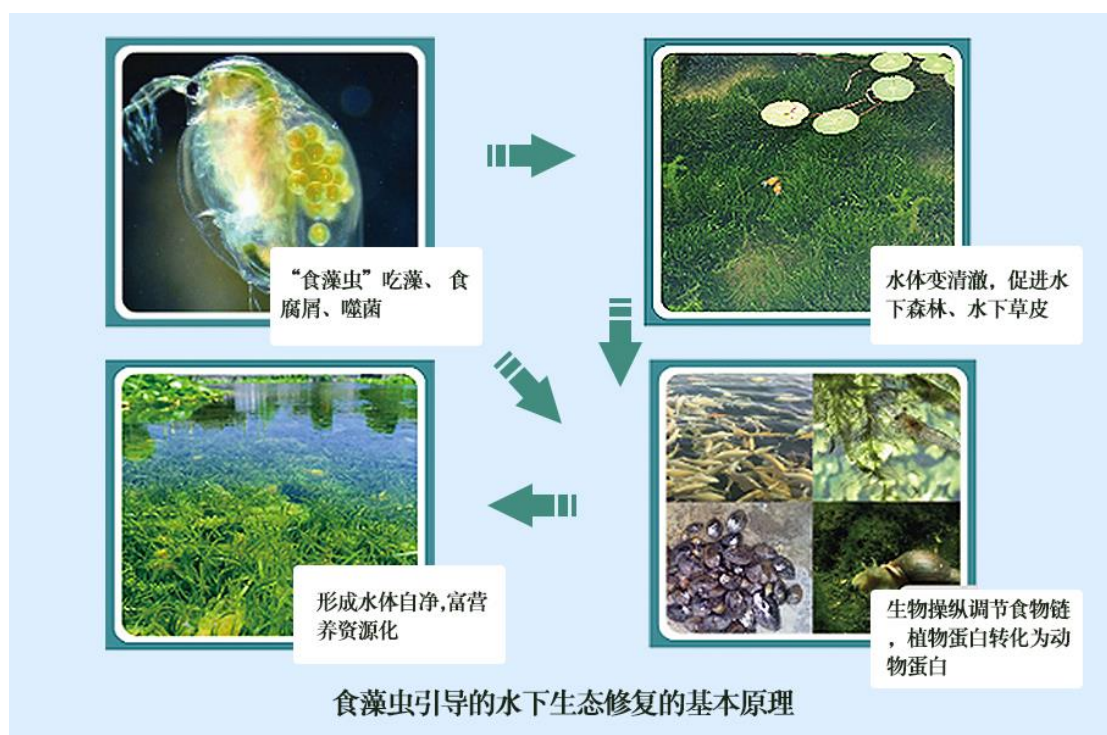 “食藻虫”吃藻、 食
腐屑、噬菌
水体变清澈，促进水
下森林、水下草皮
形成水体自净,富营
养资源化
生物操纵调节食物链
，植物蛋白转化为动
物蛋白
食藻虫引导的水下生态修复的基本原理